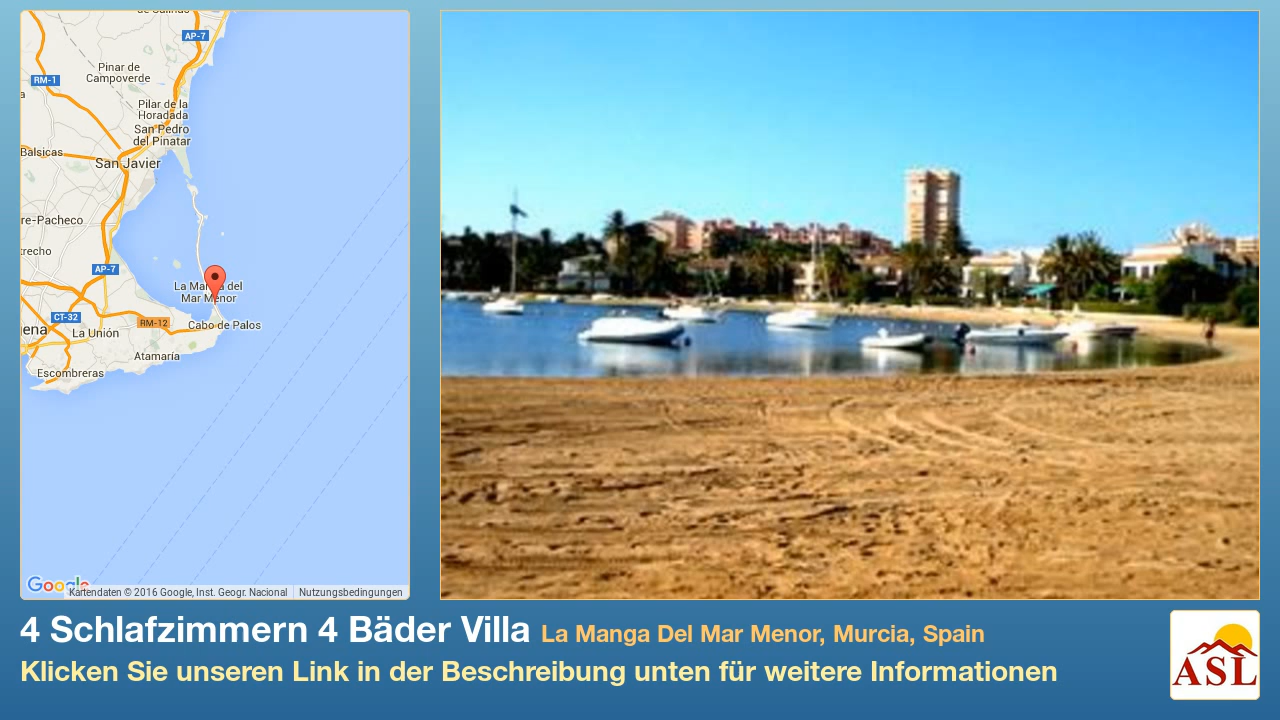 de Gulindo
AP-7
Pinar de
Campoverde
RM-1
a
Pilar de la
Horadada
San Pedro
del Pinatar
Balsicas
San Javier
re-Pacheco
trecho
AP-7
La Manga del
Mar Menor
CT-32
RM-12
Cabo de Palos
ena
La Unión
Atamaría
Escombreras
Google
Kartendaten © 2016 Google, Inst. Geogr. Nacional
Nutzungsbedingungen
4 Schlafzimmern 4 Bäder Villa La Manga Del Mar Menor, Murcia, Spain
Klicken Sie unseren Link in der Beschreibung unten für weitere Informationen
ASL